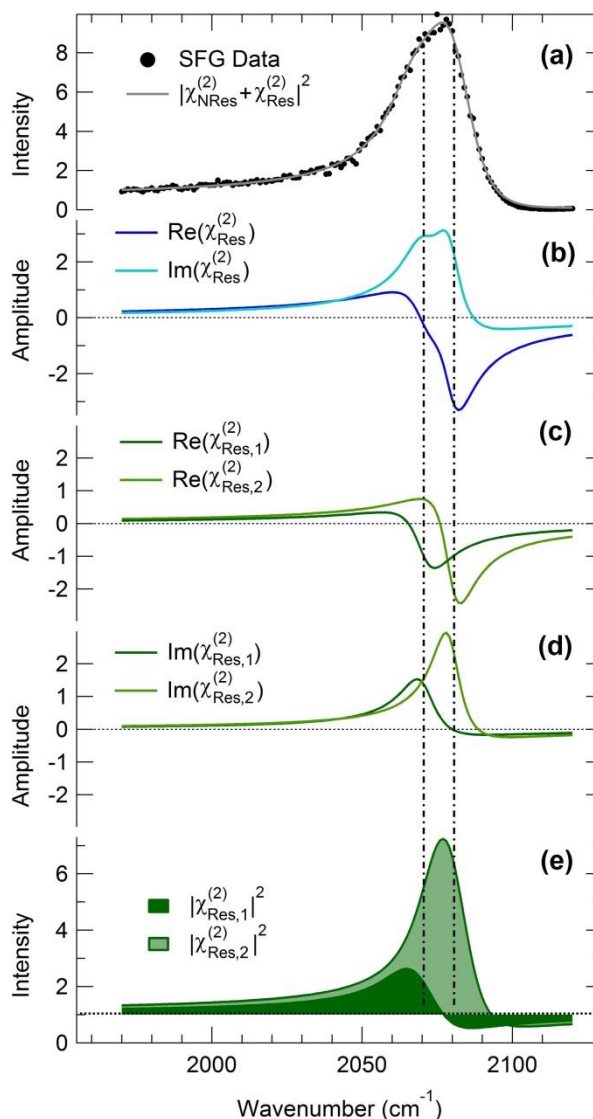 (a)
SFG Data
|χ(2)NRes + χ(2)Res|2
Intensity
8
6
4
2
0
(b)
Re(χ(2)Res)
Im(χ(2)Res)
Amplitude
2
0
-2
(c)
Re(χ(2)Res,1)
Re(χ(2)Res,2)
Amplitude
2
1
0
-1
-2
(d)
Im(χ(2)Res,1)
Im(χ(2)Res,2)
Amplitude
2
1
0
-1
-2
(e)
|χ(2)Res,1|2
|χ(2)Res,2|2
Intensity
6
4
2
0
2000 2050 2100
Wavenumber (cm-1)